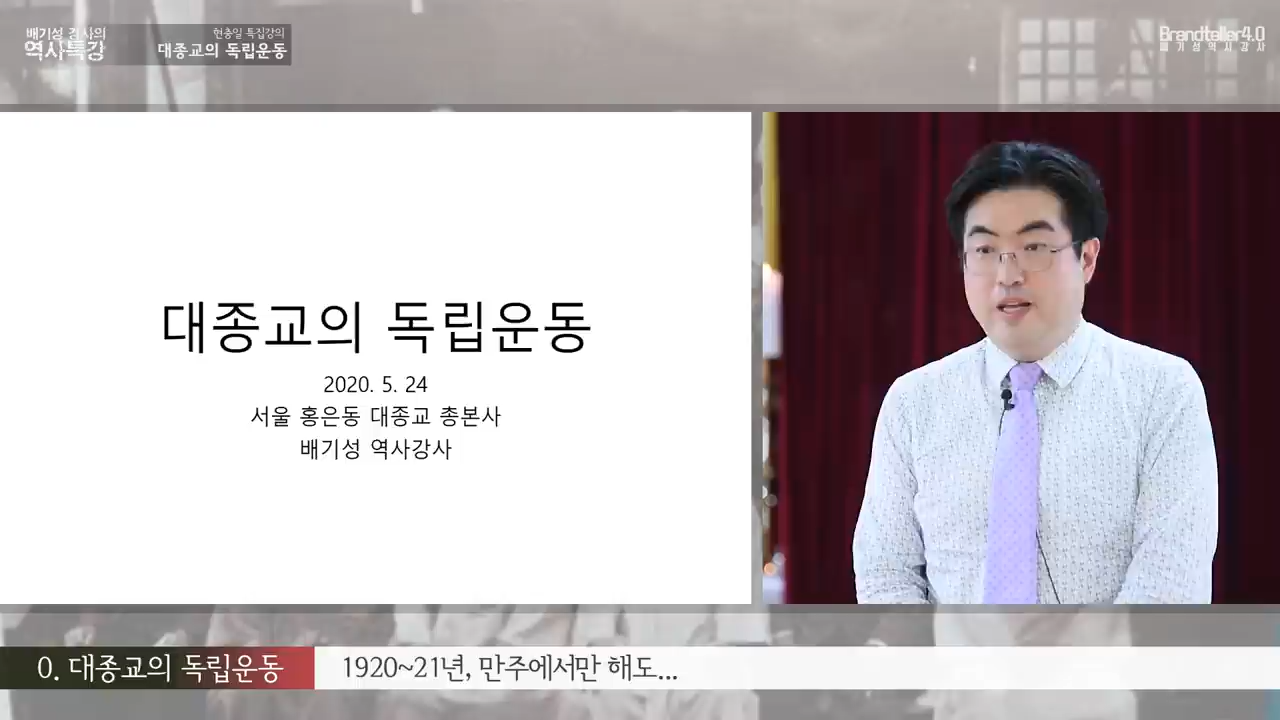 배기성 강사의
역사특강
현충일 특집강의
대종교의 독립운동
Brandteller4.0
배기성역사강사
대종교의 독립운동
2020. 5. 24
서울 홍은동 대종교 총본사
배기성 역사강사
0. 대종교의 독립운동
1920~21년, 만주에서만 해도...